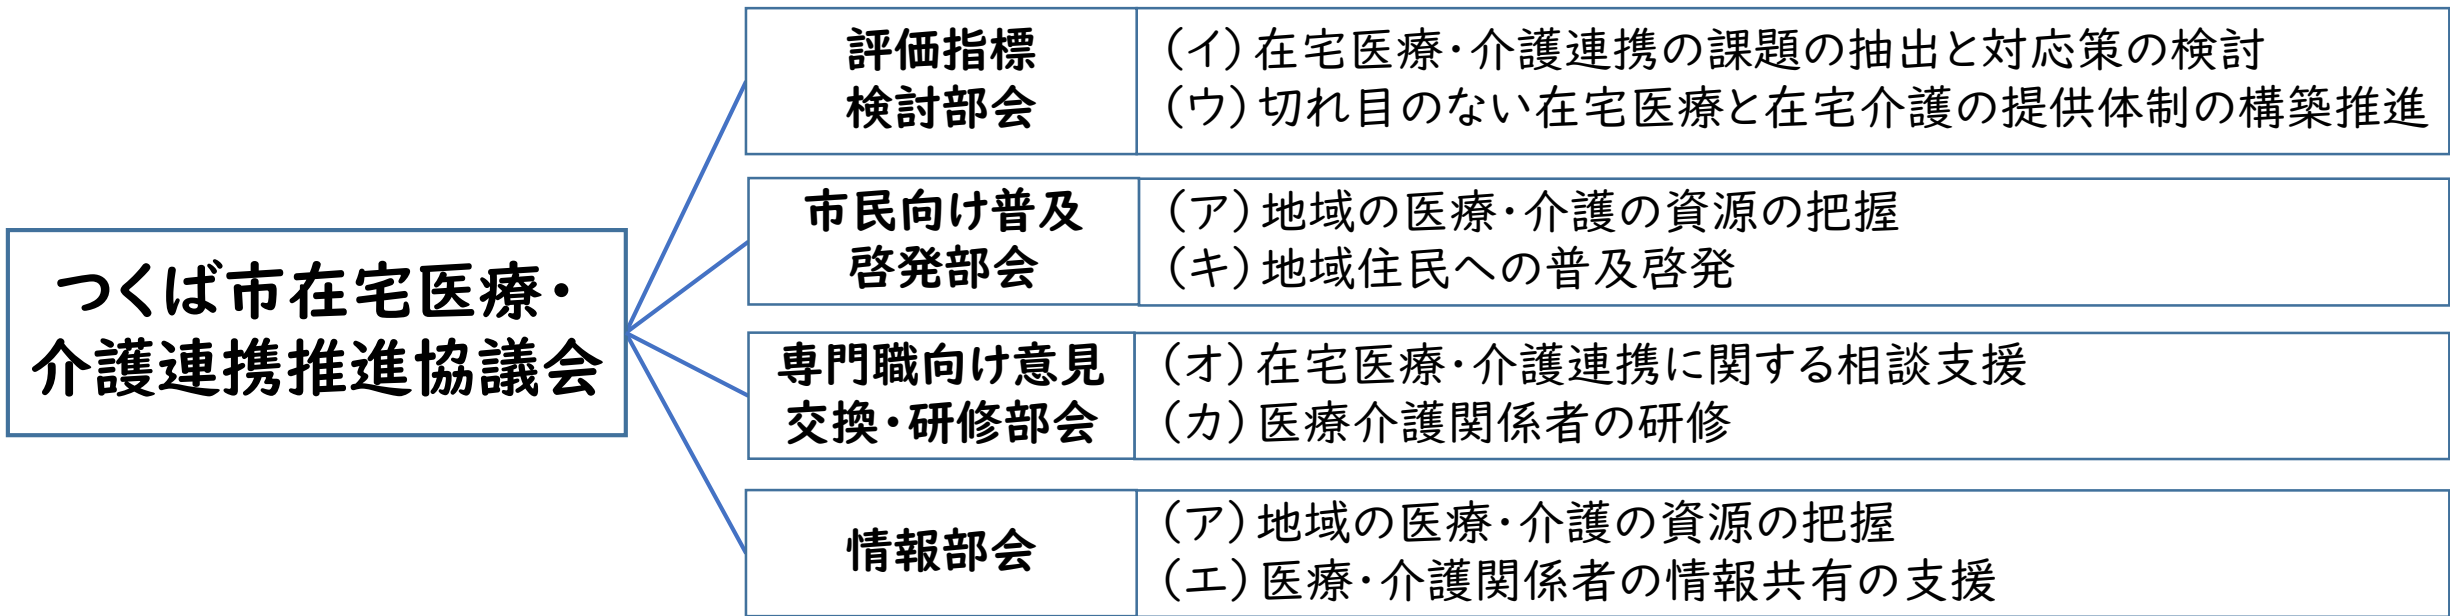 つくば市在宅医療・
介護連携推進協議会
評価指標
検討部会
（イ）在宅医療・介護連携の課題の抽出と対応策の検討
（ウ）切れ目のない在宅医療と在宅介護の提供体制の構築推進
市民向け普及
啓発部会
（ア）地域の医療・介護の資源の把握
（キ）地域住民への普及啓発
専門職向け意見
交換・研修部会
（オ）在宅医療・介護連携に関する相談支援
（カ）医療介護関係者の研修
情報部会
（ア）地域の医療・介護の資源の把握
（エ）医療・介護関係者の情報共有の支援